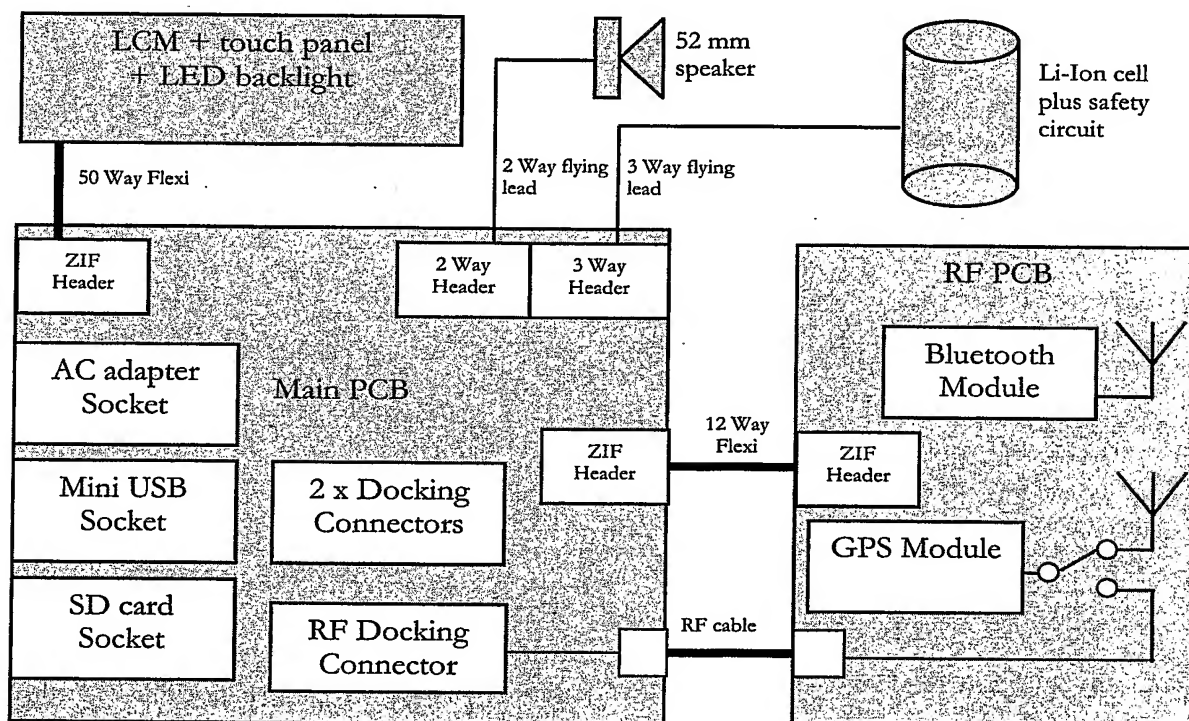 LCM + touch panel
+ LED backlight
52 mm
speaker
Li-Ion cell
plus safety
circuit
50 Way Flexi
2 Way flying
lead
3 Way flying
lead
ZIF
Header
2 Way
Header
3 Way
Header
RF PCB
AC adapter
Socket
Main PCB
Bluetooth
Module
12 Way
Flexi
ZIF
Header
ZIF
Header
Mini USB
Socket
2 x Docking
Connectors
GPS Module
SD card
Socket
RF Docking
Connector
RF cable